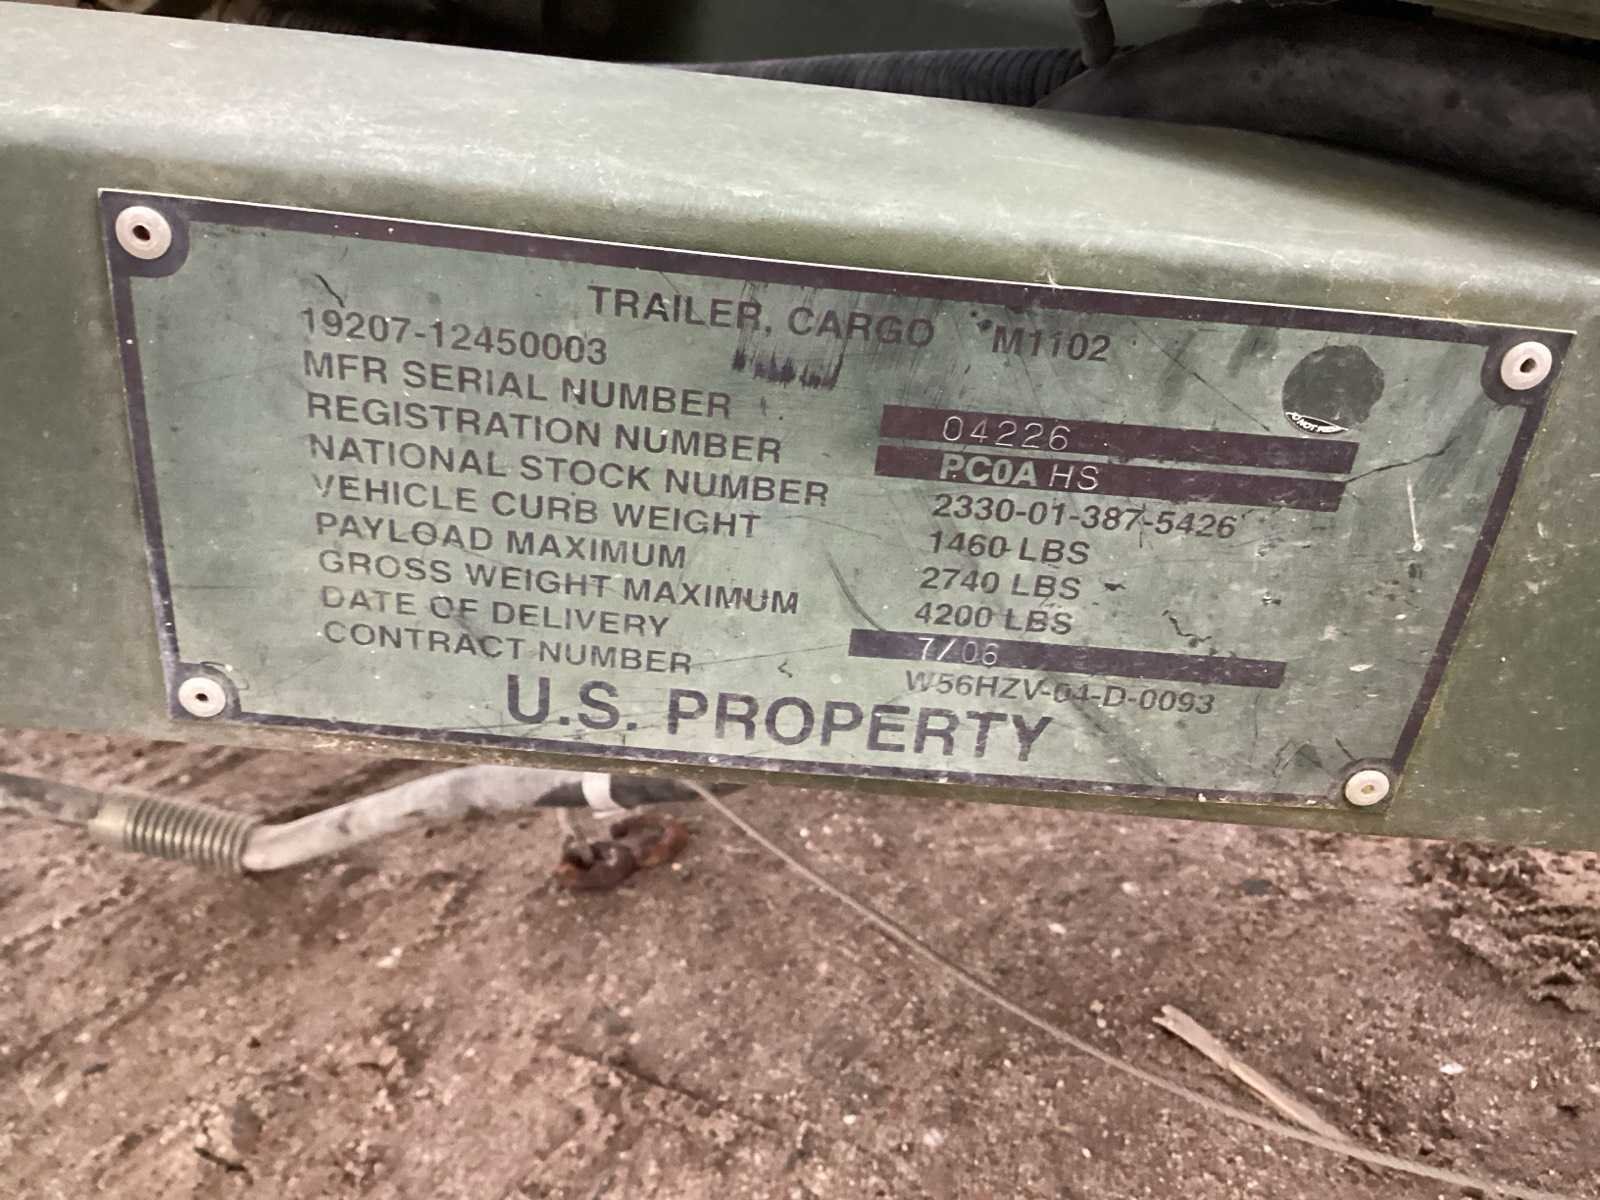 TRAILER, CARGO M1102
19207-12450003
MFR SERIAL NUMBER 04226
REGISTRATION NUMBER PC0A HS
NATIONAL STOCK NUMBER 2330-01-387-5426
VEHICLE CURB WEIGHT 1460 LBS
PAYLOAD MAXIMUM 2740 LBS
GROSS WEIGHT MAXIMUM 4200 LBS
DATE OF DELIVERY 7/06
CONTRACT NUMBER W56HZV-04-D-0093
U.S. PROPERTY